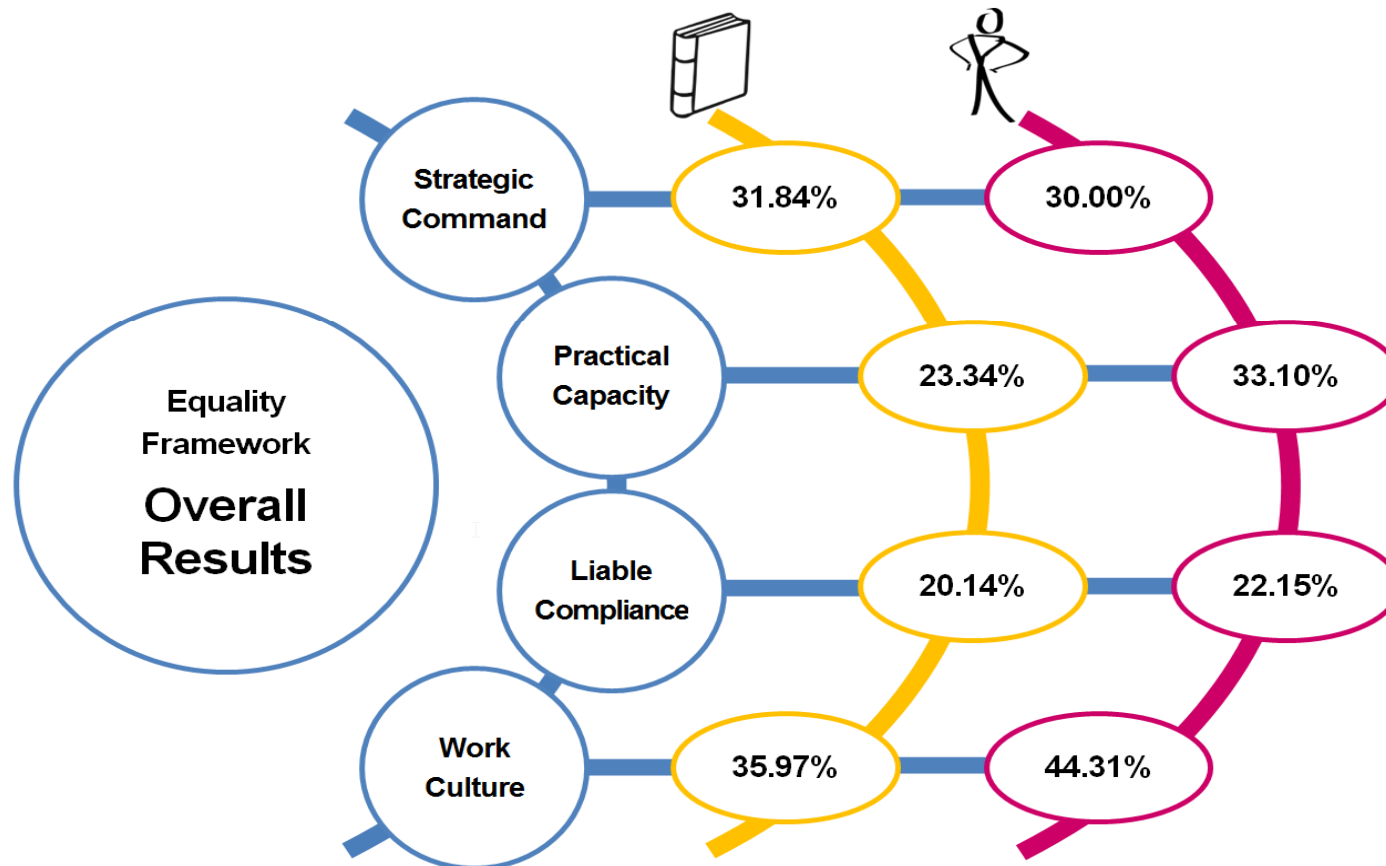 Equality
Framework
Overall
Results
Strategic
Command
31.84%
30.00%
Practical
Capacity
23.34%
33.10%
Liable
Compliance
20.14%
22.15%
Work
Culture
35.97%
44.31%